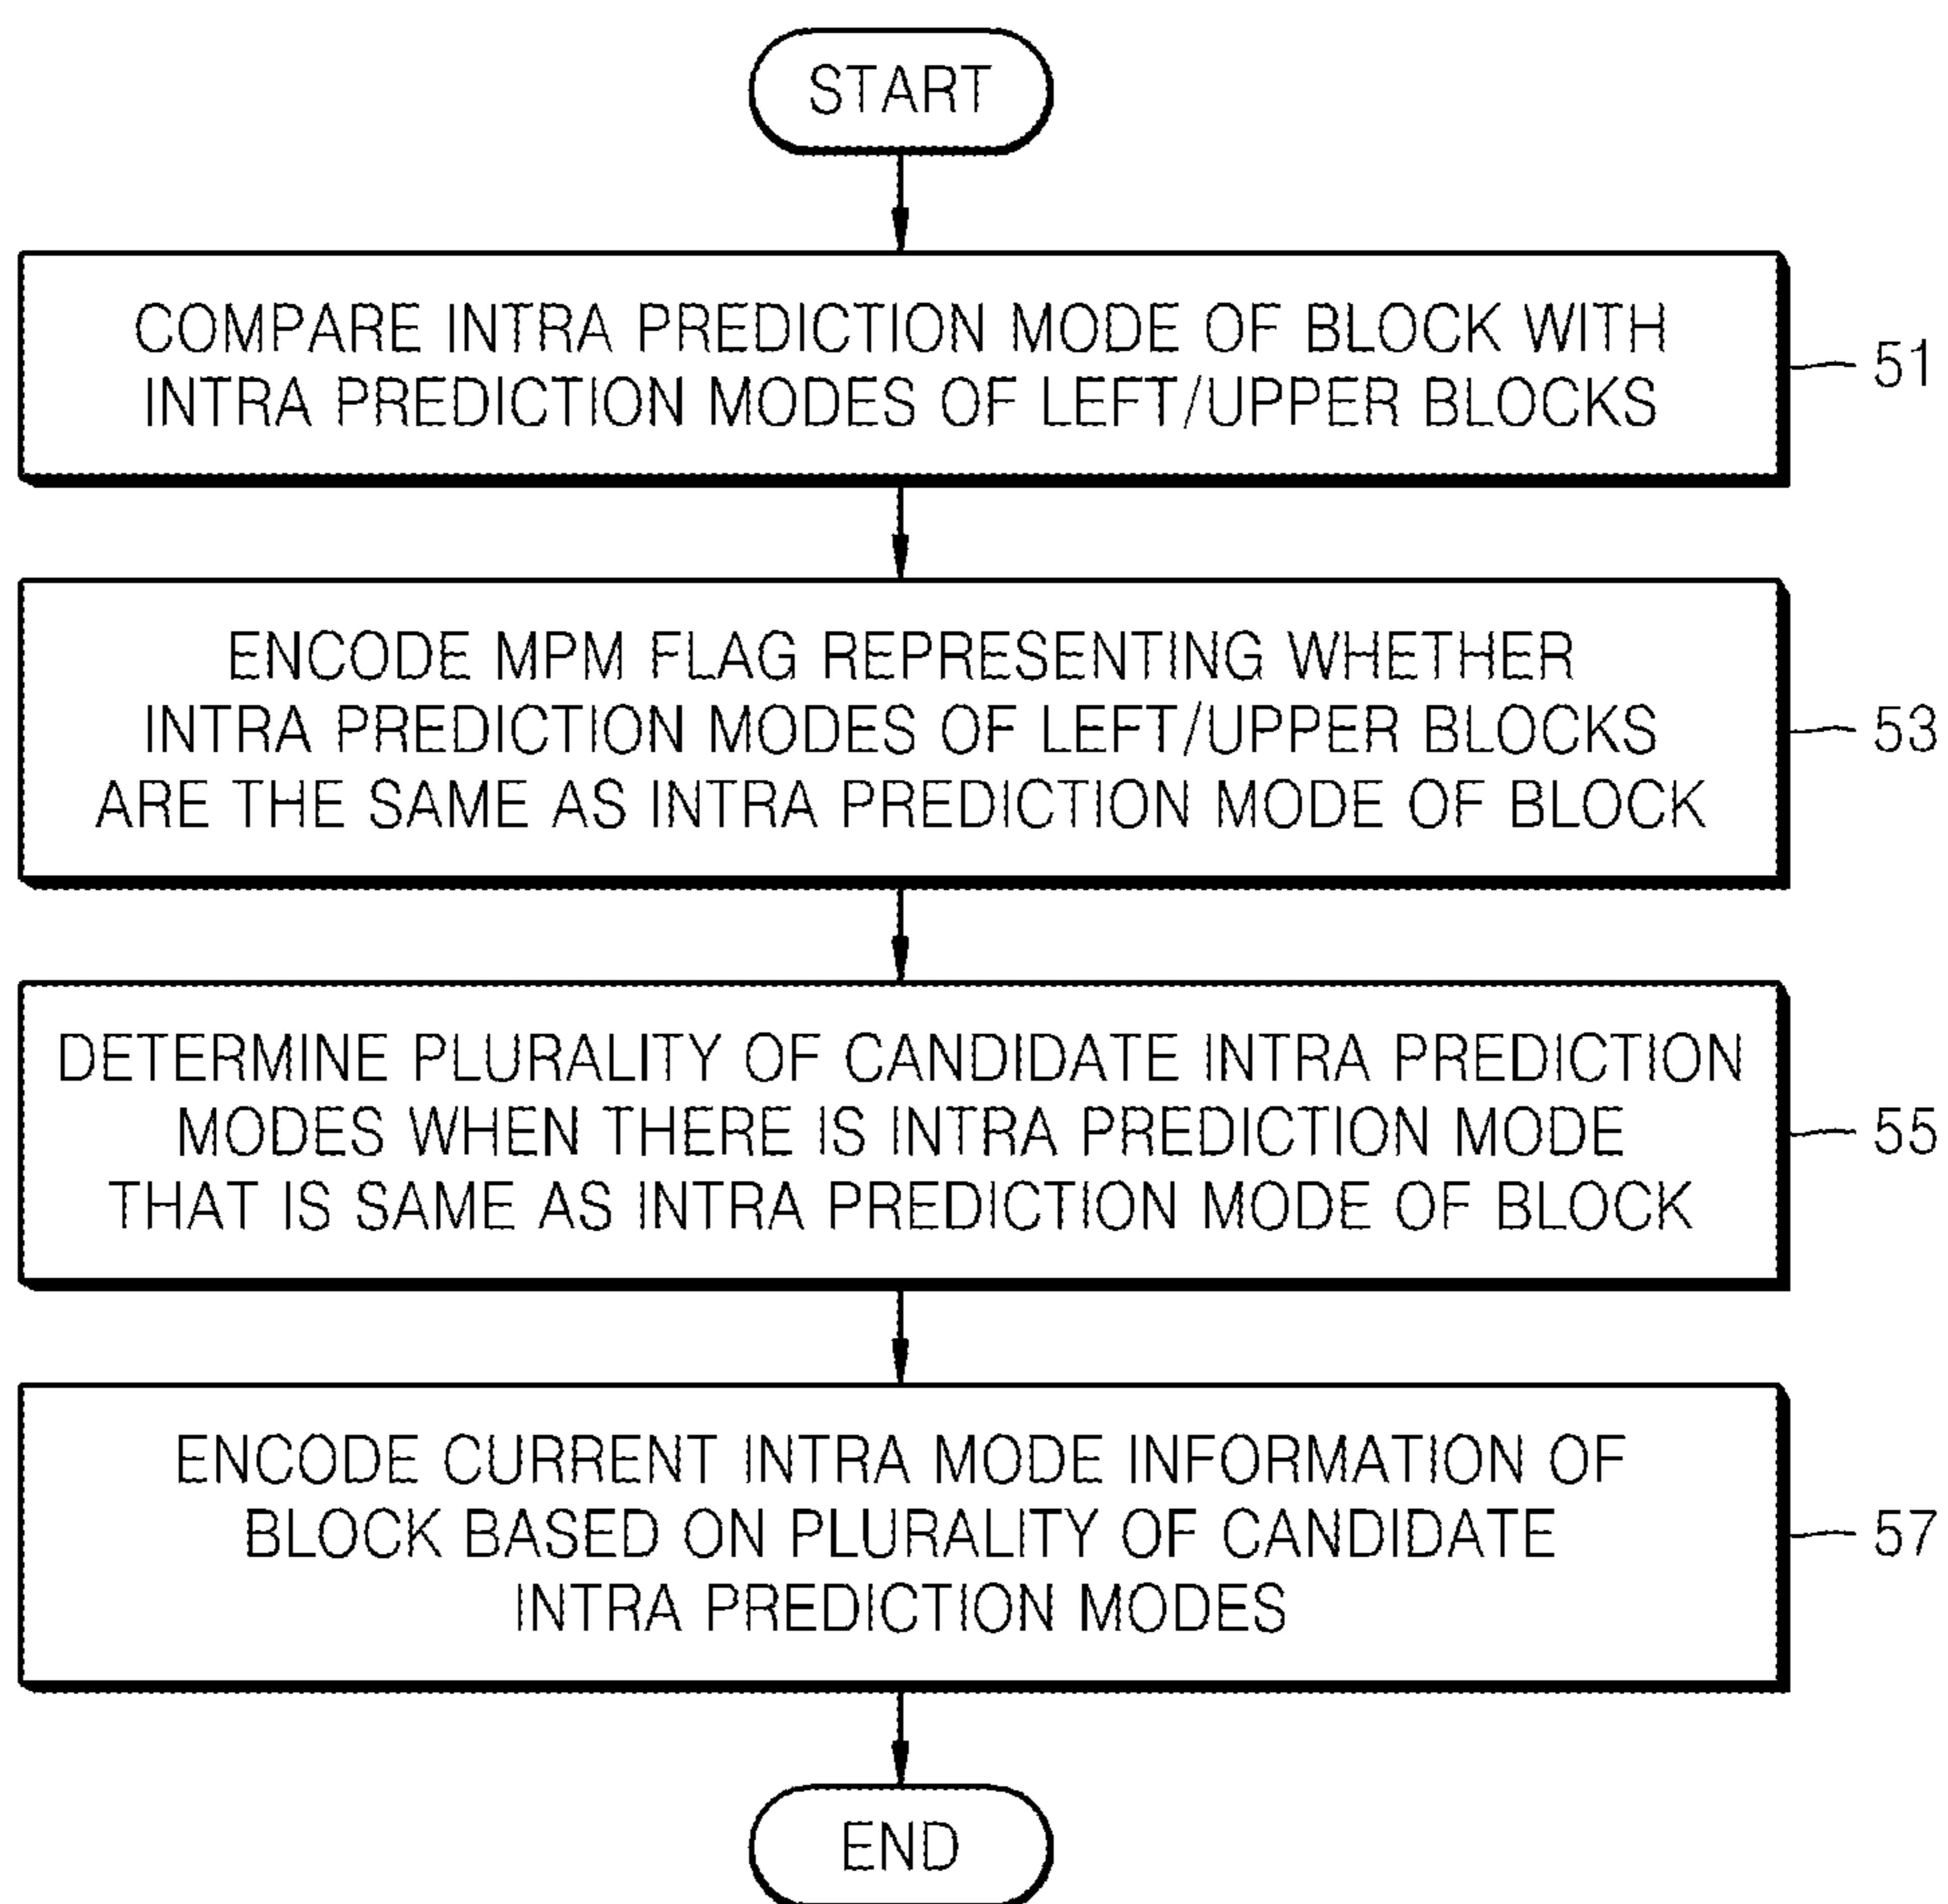 START
COMPARE INTRA PREDICTION MODE OF BLOCK WITH
INTRA PREDICTION MODES OF LEFT/UPPER BLOCKS
51
ENCODE MPM FLAG REPRESENTING WHETHER
INTRA PREDICTION MODES OF LEFT/UPPER BLOCKS
ARE THE SAME AS INTRA PREDICTION MODE OF BLOCK
53
DETERMINE PLURALITY OF CANDIDATE INTRA PREDICTION
MODES WHEN THERE IS INTRA PREDICTION MODE
THAT IS SAME AS INTRA PREDICTION MODE OF BLOCK
55
ENCODE CURRENT INTRA MODE INFORMATION OF
BLOCK BASED ON PLURALITY OF CANDIDATE
INTRA PREDICTION MODES
57
END